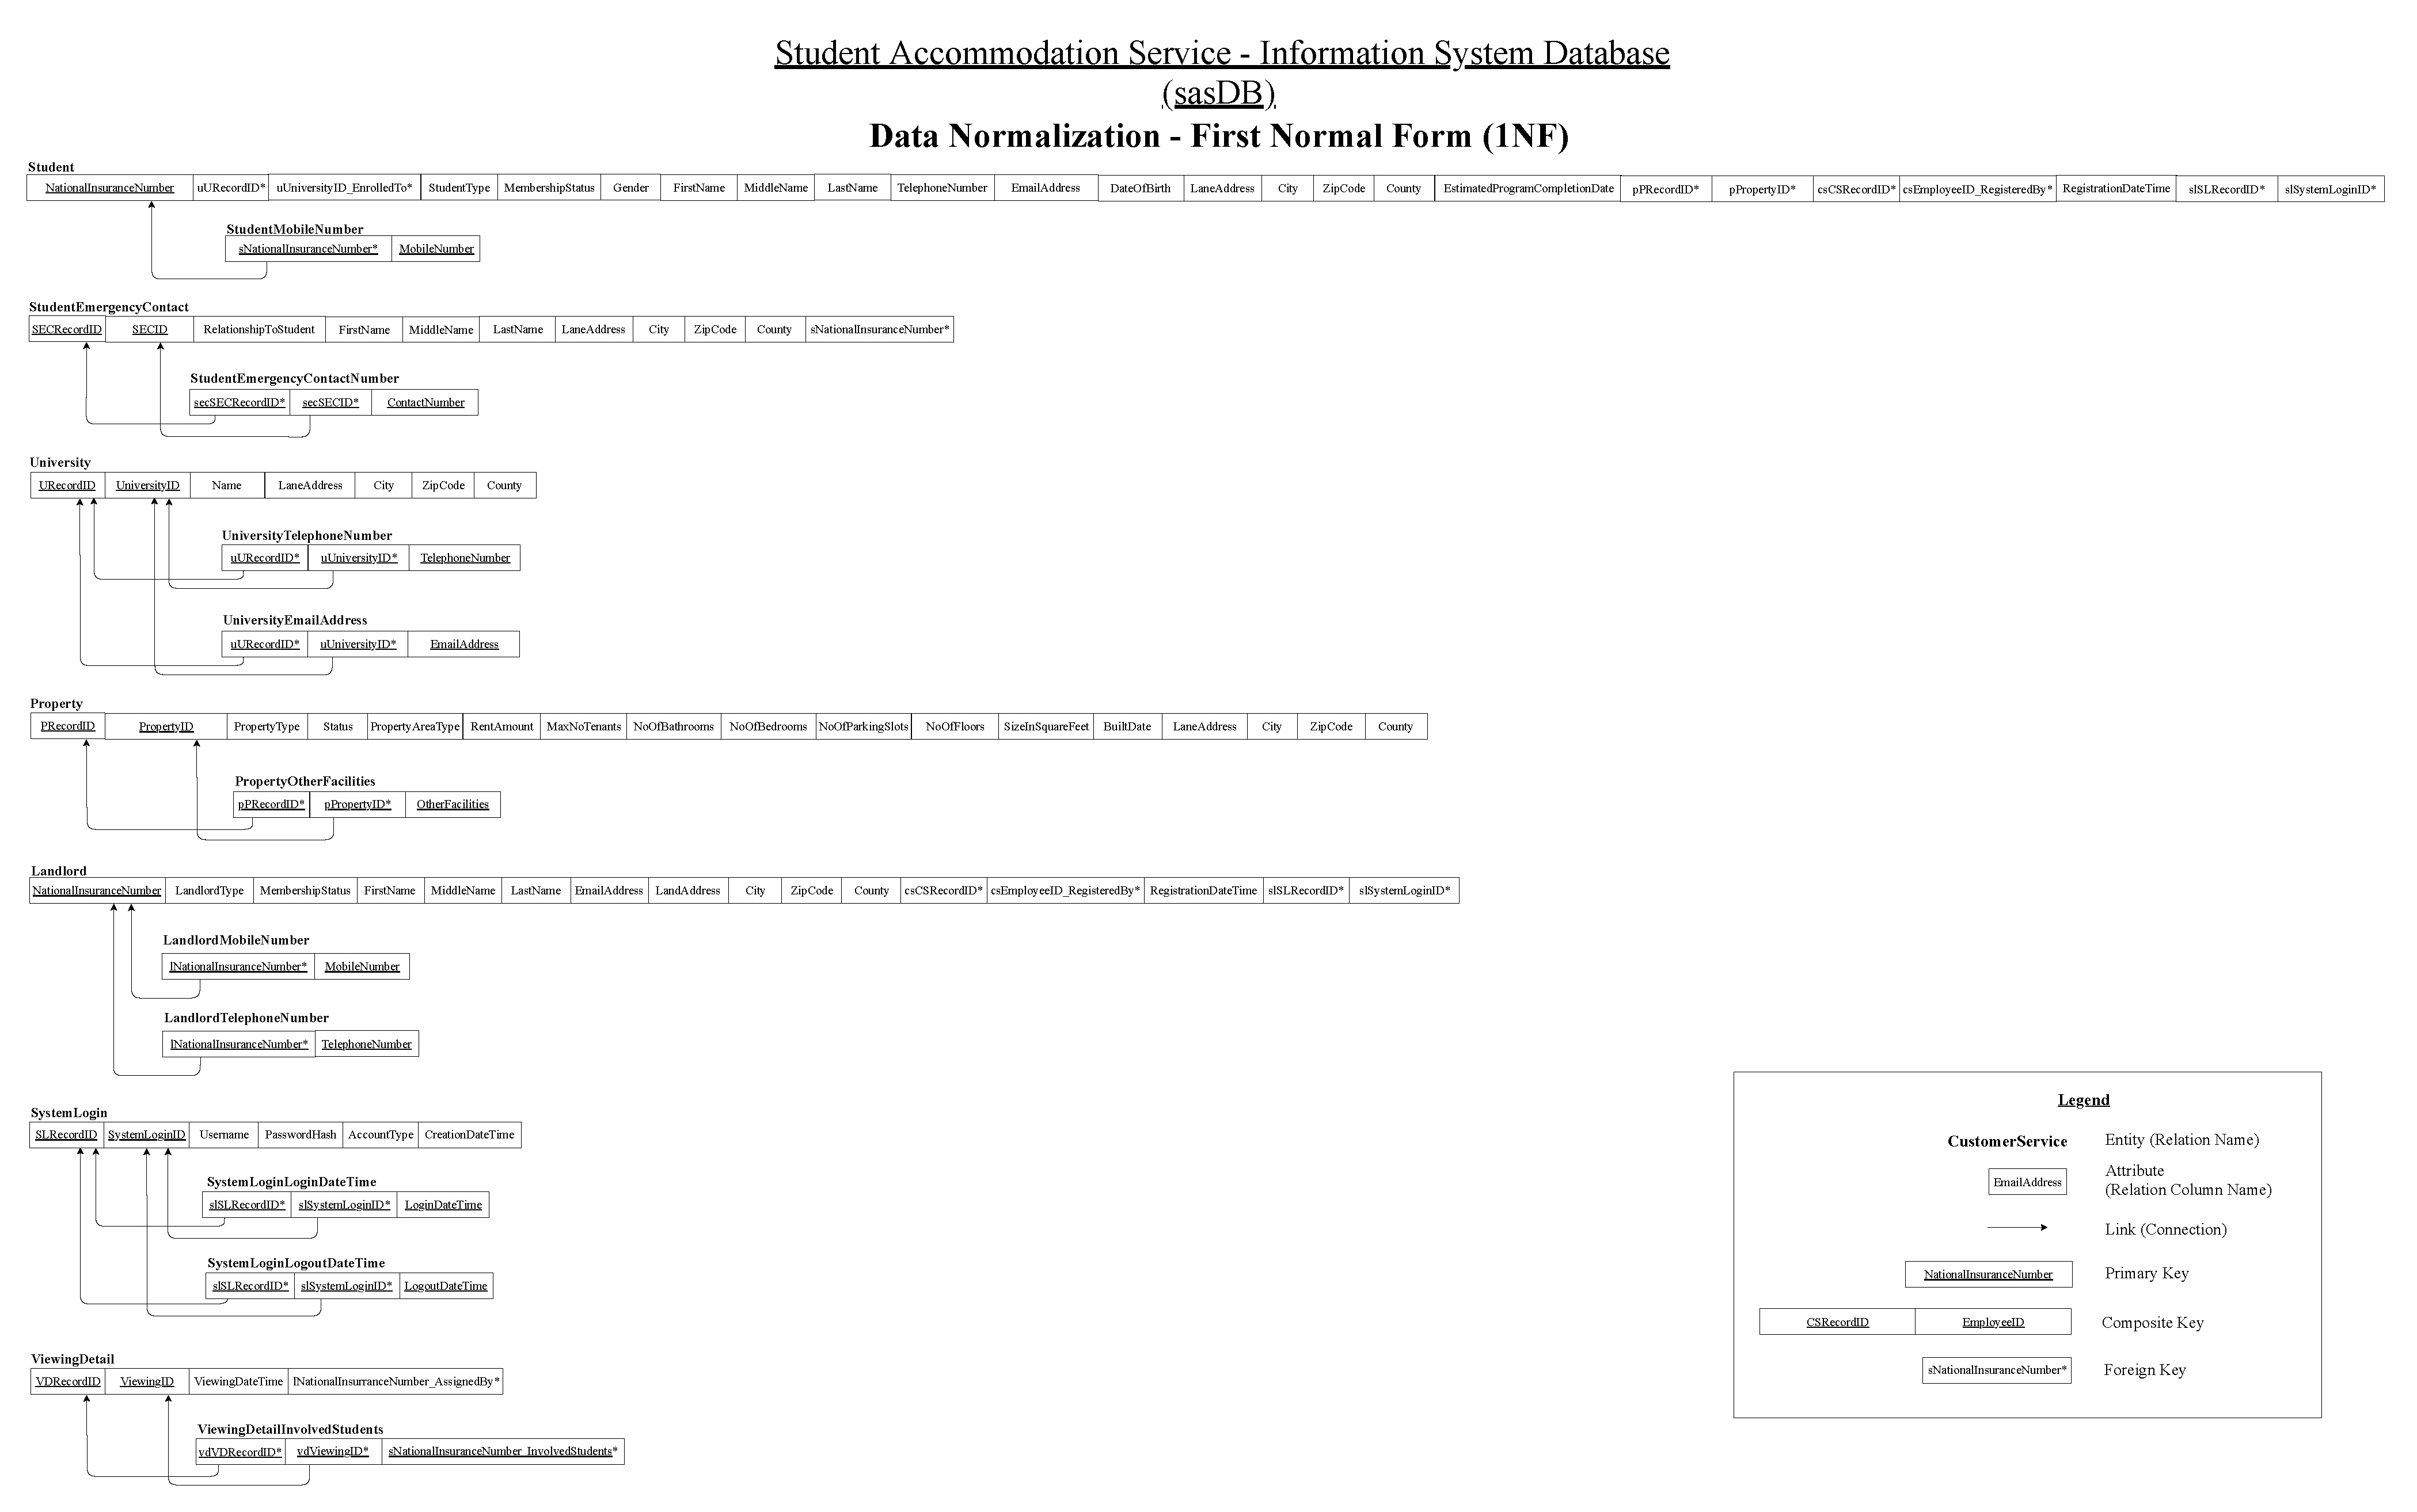 Student Accommodation Service - Information System Database
(sasDB)
Data Normalization - First Normal Form (1NF)
Student
NationalInsuranceNumber uURecordID* uUniversityID_EnrolledTo* StudentType MembershipStatus Gender FirstName MiddleName LastName TelephoneNumber EmailAddress DateOfBirth LaneAddress City ZipCode County EstimatedProgramCompletionDate pPRecordID* pPropertyID* csCSRecordID* csEmployeeID_RegisteredBy* RegistrationDateTime slSLRecordID* slSystemLoginID*
StudentMobileNumber
sNationalInsuranceNumber* MobileNumber
StudentEmergencyContact
SECRecordID SECID RelationshipToStudent FirstName MiddleName LastName LaneAddress City ZipCode County sNationalInsuranceNumber*
StudentEmergencyContactNumber
secSECRecordID* secSECID* ContactNumber
University
URecordID UniversityID Name LaneAddress City ZipCode County
UniversityTelephoneNumber
uURecordID* uUniversityID* TelephoneNumber
UniversityEmailAddress
uURecordID* uUniversityID* EmailAddress
Property
PRecordID PropertyID PropertyType Status PropertyAreaType RentAmount MaxNoTenants NoOfBathrooms NoOfBedrooms NoOfParkingSlots NoOfFloors SizeInSquareFeet BuiltDate LaneAddress City ZipCode County
PropertyOtherFacilities
pPRecordID* pPropertyID* OtherFacilities
Landlord
NationalInsuranceNumber LandlordType MembershipStatus FirstName MiddleName LastName EmailAddress LandAddress City ZipCode County csCSRecordID* csEmployeeID_RegisteredBy* RegistrationDateTime slSLRecordID* slSystemLoginID*
LandlordMobileNumber
lNationalInsuranceNumber* MobileNumber
LandlordTelephoneNumber
lNationalInsuranceNumber* TelephoneNumber
SystemLogin
SLRecordID SystemLoginID Username PasswordHash AccountType CreationDateTime
SystemLoginLoginDateTime
slSLRecordID* slSystemLoginID* LoginDateTime
SystemLoginLogoutDateTime
slSLRecordID* slSystemLoginID* LogoutDateTime
ViewingDetail
VDRecordID ViewingID ViewingDateTime lNationalInsurranceNumber_AssignedBy*
ViewingDetailInvolvedStudents
vdVDRecordID* vdViewingID* sNationalInsuranceNumber_InvolvedStudents*
Legend
CustomerService Entity (Relation Name)
EmailAddress Attribute
(Relation Column Name)
Link (Connection)
NationalInsuranceNumber Primary Key
CSRecordID EmployeeID Composite Key
sNationalInsuranceNumber* Foreign Key